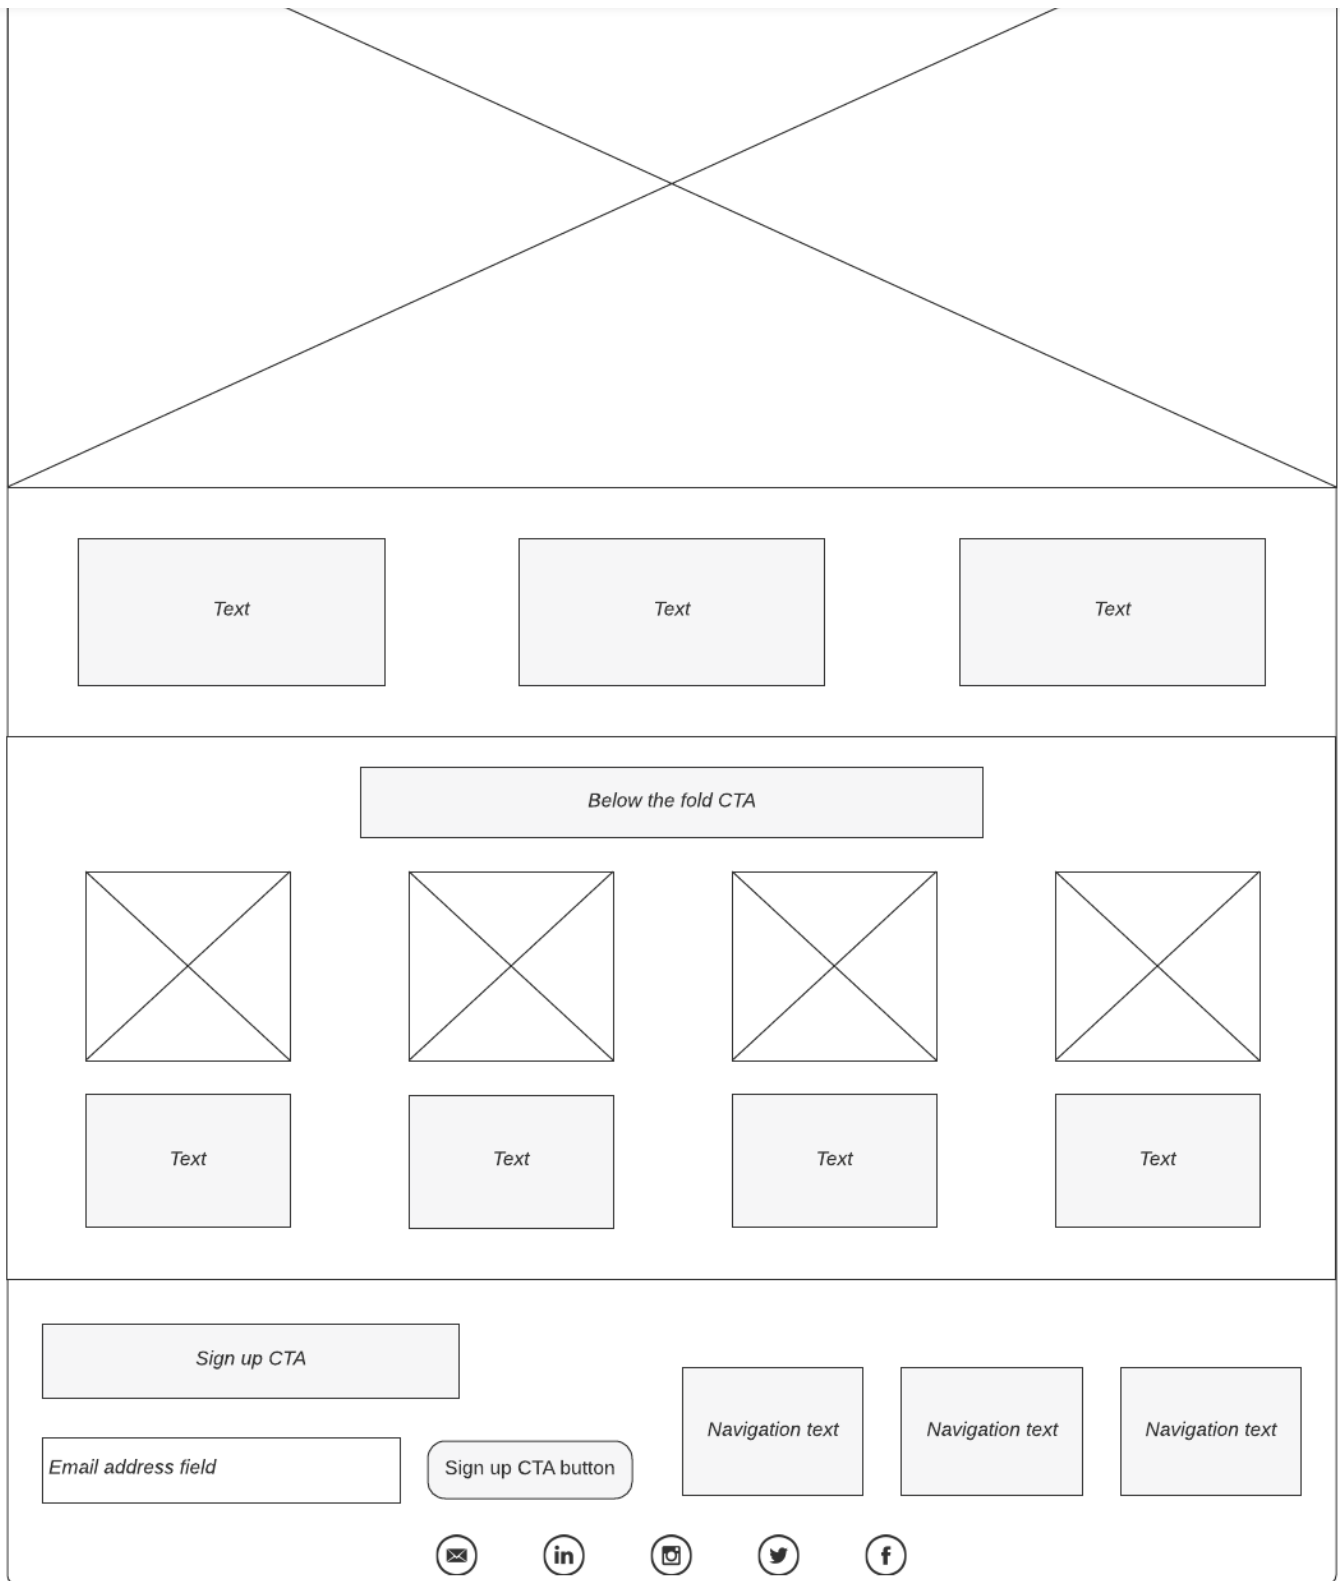 Text
Text
Text
Below the fold CTA
Text
Text
Text
Text
Sign up CTA
Email address field
Sign up CTA button
Navigation text
Navigation text
Navigation text
in
f